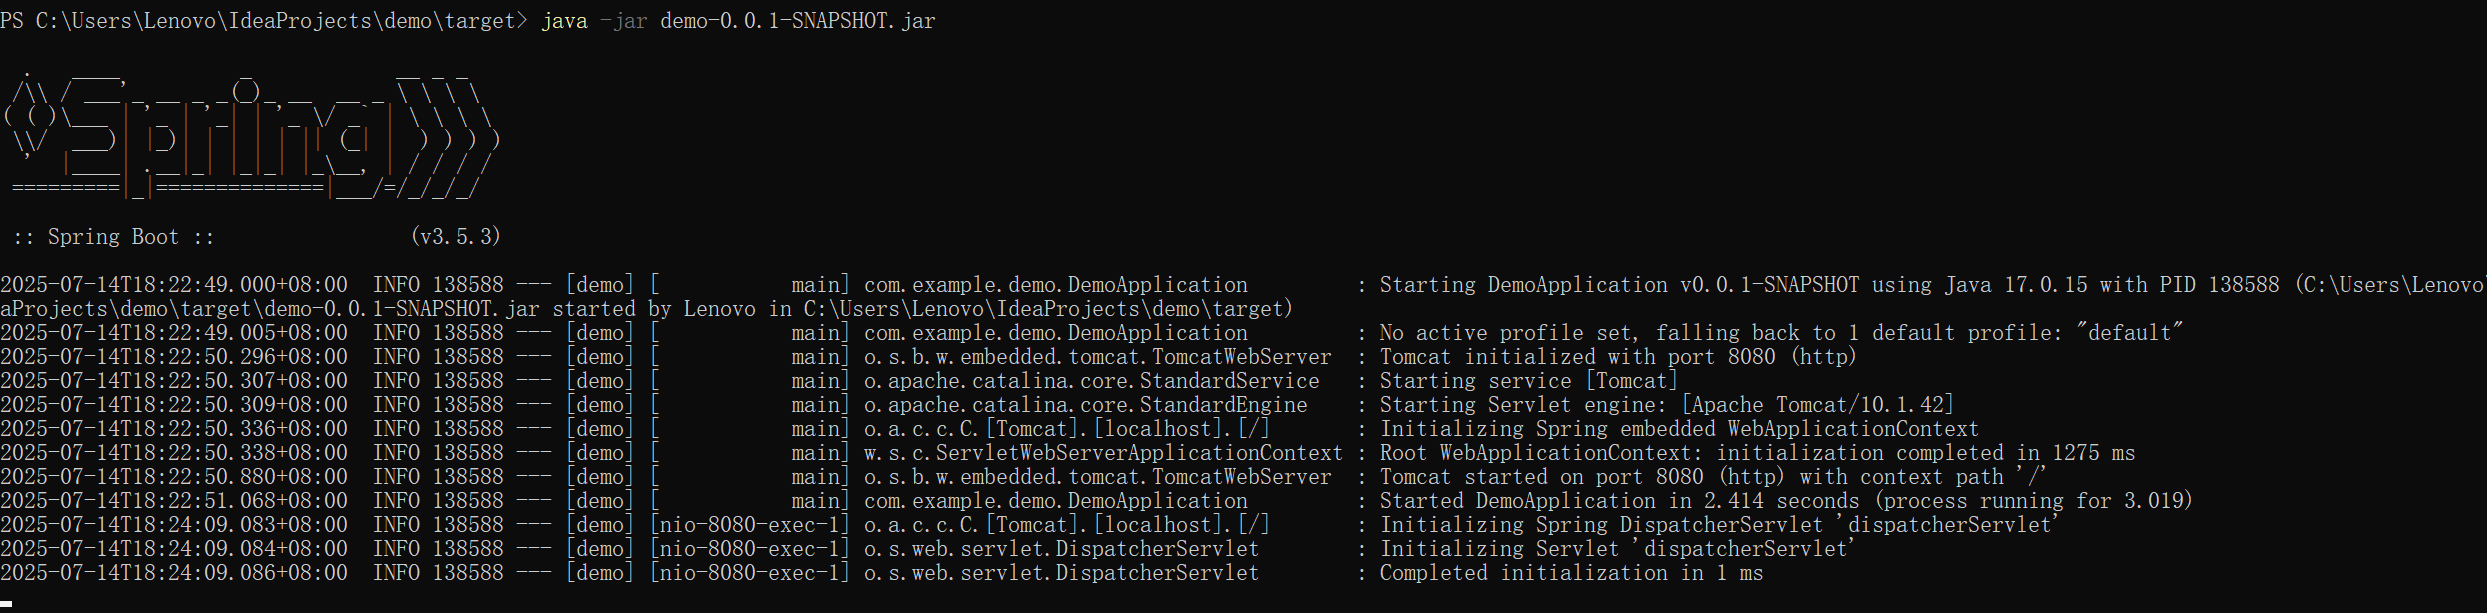 PS C:\Users\Lenovo\IdeaProjects\demo\target> java -jar demo-0.0.1-SNAPSHOT.jar

  .   ____          _            __ _ _
 /\\ / ___'_ __ _ _(_)_ __  __ _ \ \ \ \
( ( )\___ | '_ | '_| | '_ \/ _` | \ \ \ \
 \\/  ___)| |_)| | | | | || (_| |  ) ) ) )
  '  |____| .__|_| |_|_| |_\__, | / / / /
 =========|_|==============|___/=/_/_/_/

 :: Spring Boot ::                (v3.5.3)

2025-07-14T18:22:49.000+08:00  INFO 138588 --- [demo] [           main] com.example.demo.DemoApplication         : Starting DemoApplication v0.0.1-SNAPSHOT using Java 17.0.15 with PID 138588 (C:\Users\Lenovo
aProjects\demo\target\demo-0.0.1-SNAPSHOT.jar started by Lenovo in C:\Users\Lenovo\IdeaProjects\demo\target)
2025-07-14T18:22:49.005+08:00  INFO 138588 --- [demo] [           main] com.example.demo.DemoApplication         : No active profile set, falling back to 1 default profile: "default"
2025-07-14T18:22:50.296+08:00  INFO 138588 --- [demo] [           main] o.s.b.w.embedded.tomcat.TomcatWebServer  : Tomcat initialized with port 8080 (http)
2025-07-14T18:22:50.307+08:00  INFO 138588 --- [demo] [           main] o.apache.catalina.core.StandardService   : Starting service [Tomcat]
2025-07-14T18:22:50.309+08:00  INFO 138588 --- [demo] [           main] o.apache.catalina.core.StandardEngine    : Starting Servlet engine: [Apache Tomcat/10.1.42]
2025-07-14T18:22:50.336+08:00  INFO 138588 --- [demo] [           main] o.a.c.c.C.[Tomcat].[localhost].[/]       : Initializing Spring embedded WebApplicationContext
2025-07-14T18:22:50.338+08:00  INFO 138588 --- [demo] [           main] w.s.c.ServletWebServerApplicationContext : Root WebApplicationContext: initialization completed in 1275 ms
2025-07-14T18:22:50.880+08:00  INFO 138588 --- [demo] [           main] o.s.b.w.embedded.tomcat.TomcatWebServer  : Tomcat started on port 8080 (http) with context path '/'
2025-07-14T18:22:51.068+08:00  INFO 138588 --- [demo] [           main] com.example.demo.DemoApplication         : Started DemoApplication in 2.414 seconds (process running for 3.019)
2025-07-14T18:24:09.083+08:00  INFO 138588 --- [demo] [nio-8080-exec-1] o.a.c.c.C.[Tomcat].[localhost].[/]       : Initializing Spring DispatcherServlet 'dispatcherServlet'
2025-07-14T18:24:09.084+08:00  INFO 138588 --- [demo] [nio-8080-exec-1] o.s.web.servlet.DispatcherServlet        : Initializing Servlet 'dispatcherServlet'
2025-07-14T18:24:09.086+08:00  INFO 138588 --- [demo] [nio-8080-exec-1] o.s.web.servlet.DispatcherServlet        : Completed initialization in 1 ms